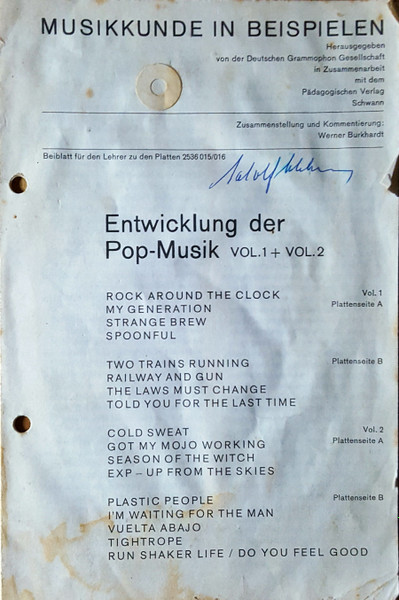 MUSIKKUNDE IN BEISPIELEN
Herausgegeben
von der Deutschen Grammophon Gesellschaft
in Zusammenarbeit
mit dem
Pädagogischen Verlag
Schwann
Zusammenstellung und Kommentierung:
Werner Burkhardt
Beiblatt für den Lehrer zu den Platten 2536 015/016
Entwicklung der
Pop-Musik VOL.1 + VOL.2
ROCK AROUND THE CLOCK Vol. 1
MY GENERATION Plattenseite A
STRANGE BREW
SPOONFUL
TWO TRAINS RUNNING Plattenseite B
RAILWAY AND GUN
THE LAWS MUST CHANGE
TOLD YOU FOR THE LAST TIME
COLD SWEAT Vol. 2
GOT MY MOJO WORKING Plattenseite A
SEASON OF THE WITCH
EXP – UP FROM THE SKIES
PLASTIC PEOPLE Plattenseite B
I'M WAITING FOR THE MAN
VUELTA ABAJO
TIGHTROPE
RUN SHAKER LIFE / DO YOU FEEL GOOD